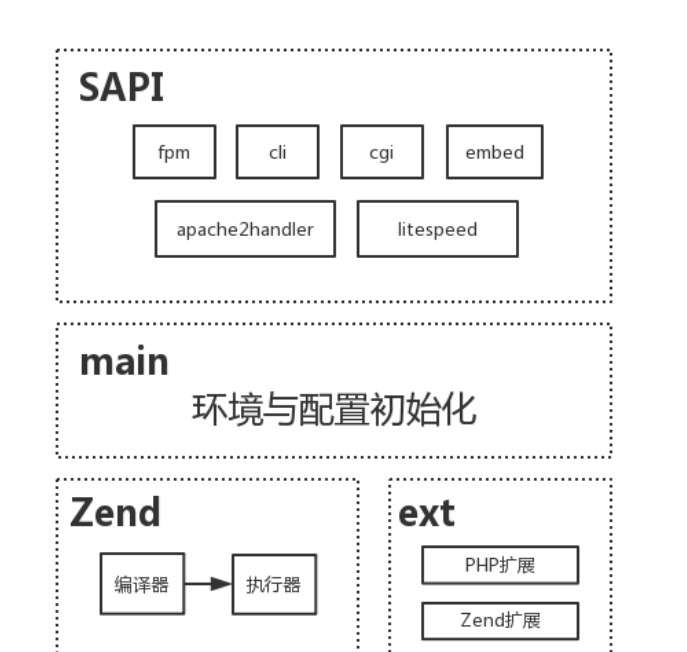 SAPI
fpm
cli
cgi
embed
apache2handler
litespeed
main
环境与配置初始化
Zend
编译器
执行器
ext
PHP扩展
Zend扩展